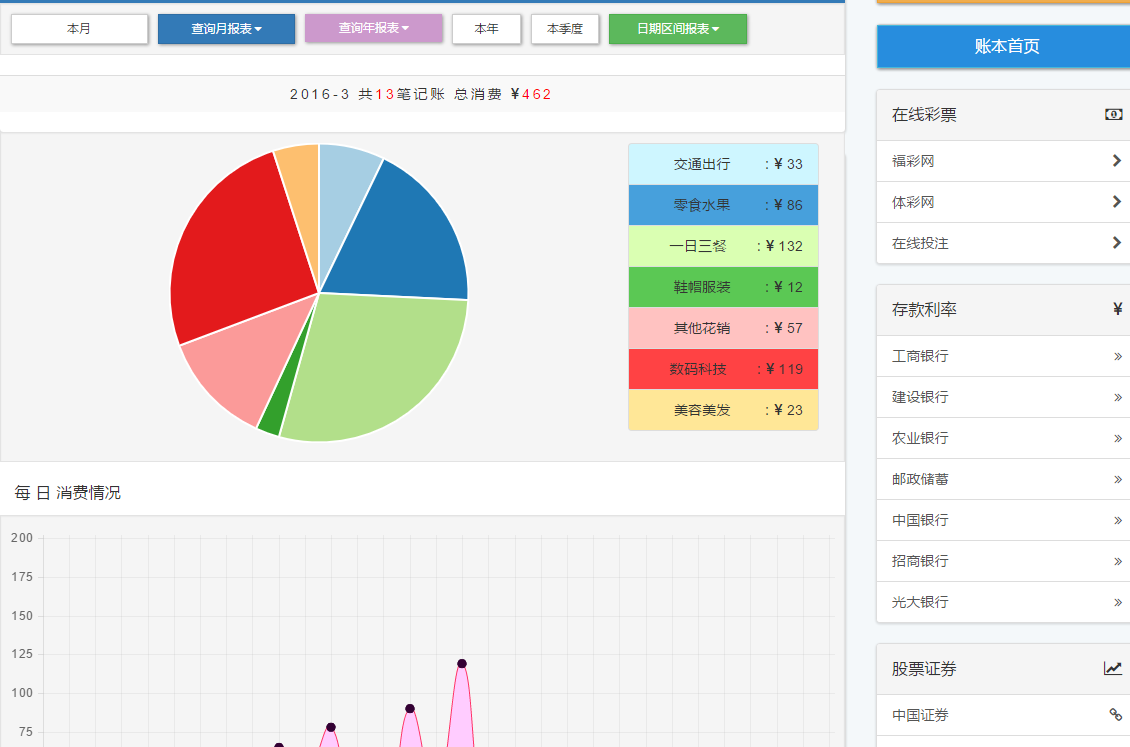 本月 查询月报表 查询年报表 本年 本季度 日期区间报表
2016-3 共13笔记账 总消费 ¥462
交通出行 : ¥ 33
零食水果 : ¥ 86
一日三餐 : ¥ 132
鞋帽服装 : ¥ 12
其他花销 : ¥ 57
数码科技 : ¥ 119
美容美发 : ¥ 23
每 日 消费情况
200
175
150
125
100
75
账本首页
在线彩票
福彩网
体彩网
在线投注
存款利率 ¥
工商银行 »
建设银行 »
农业银行 »
邮政储蓄 »
中国银行 »
招商银行 »
光大银行 »
股票证券
中国证券